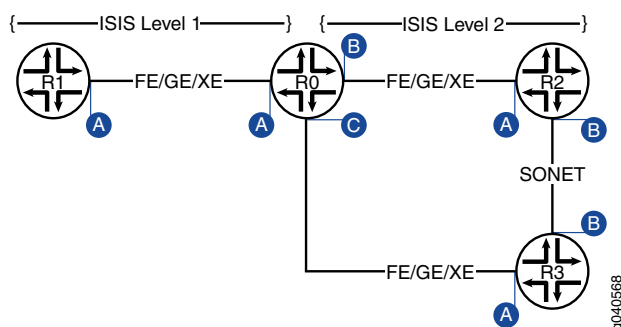 { ISIS Level 1 } { ISIS Level 2 }
B
R1 FE/GE/XE R0 FE/GE/XE R2
A A C A B
SONET
B
FE/GE/XE R3
A
g040568